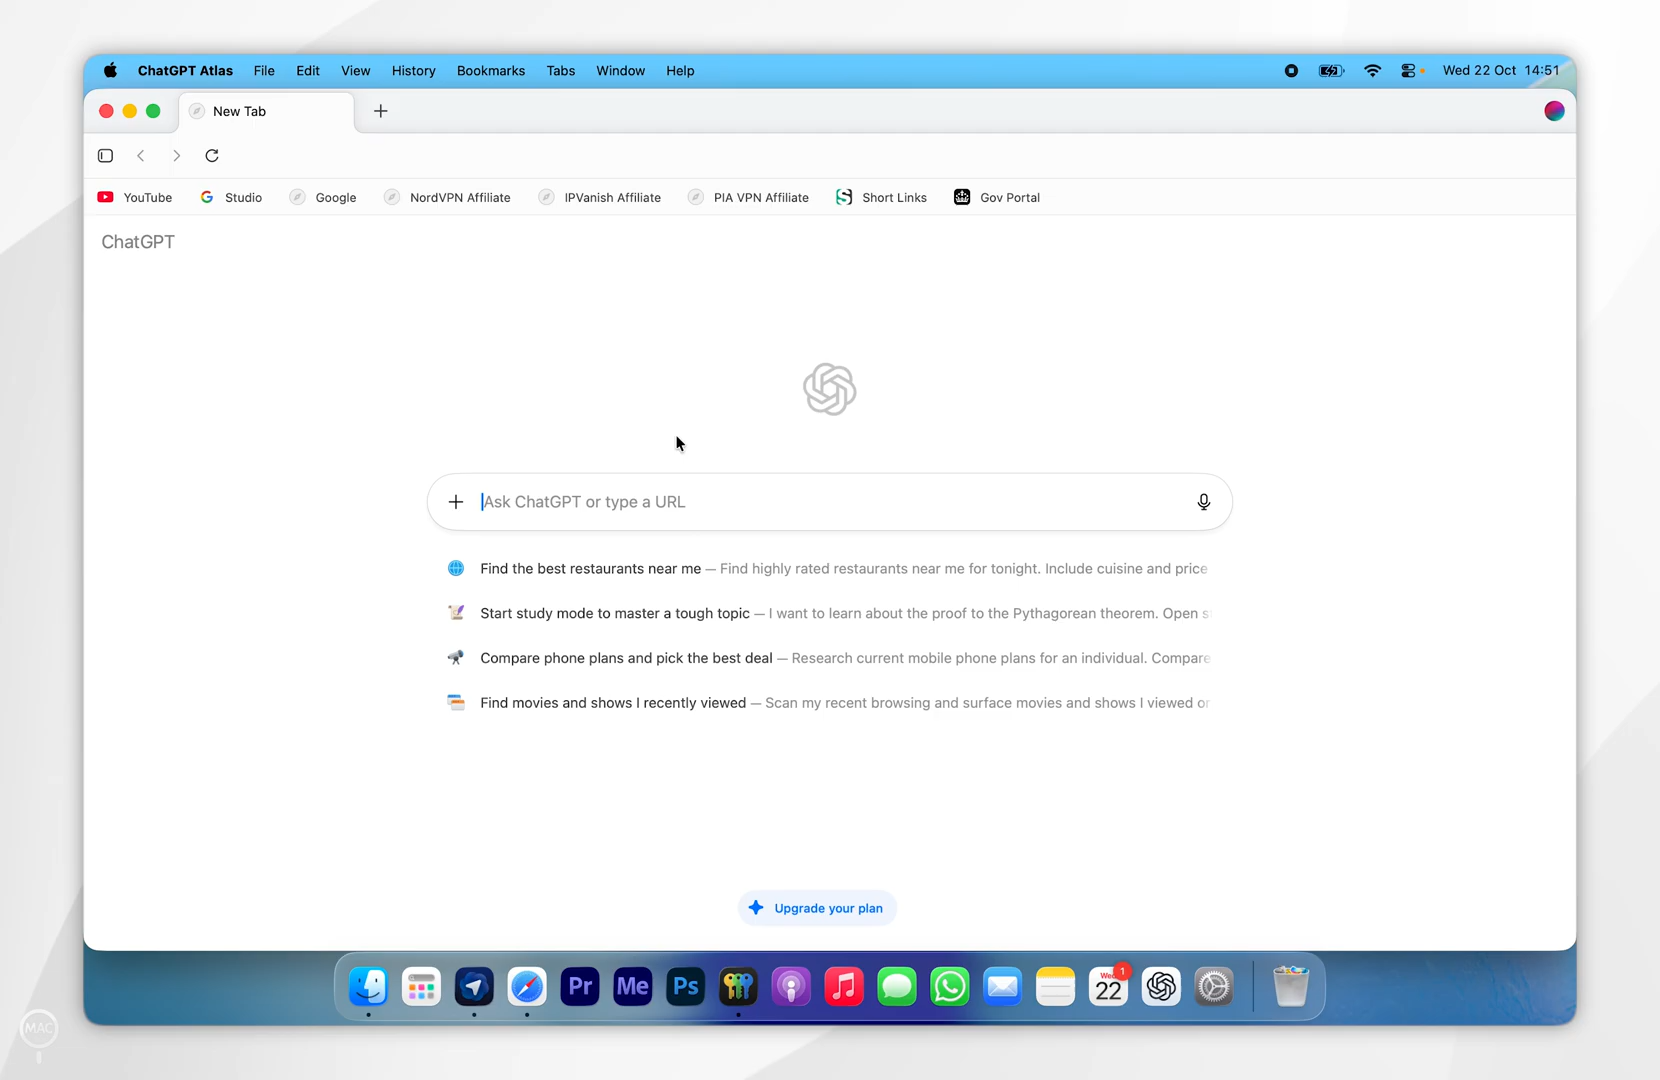 ChatGPT Atlas File Edit View History Bookmarks Tabs Window Help Wed 22 Oct 14:51
New Tab
YouTube Studio Google NordVPN Affiliate IPVanish Affiliate PIA VPN Affiliate Short Links Gov Portal
ChatGPT
Ask ChatGPT or type a URL
Find the best restaurants near me — Find highly rated restaurants near me for tonight. Include cuisine and price
Start study mode to master a tough topic — I want to learn about the proof to the Pythagorean theorem. Open s
Compare phone plans and pick the best deal — Research current mobile phone plans for an individual. Compare
Find movies and shows I recently viewed — Scan my recent browsing and surface movies and shows I viewed or
Upgrade your plan
Pr Me Ps Wed 22 1
MAC